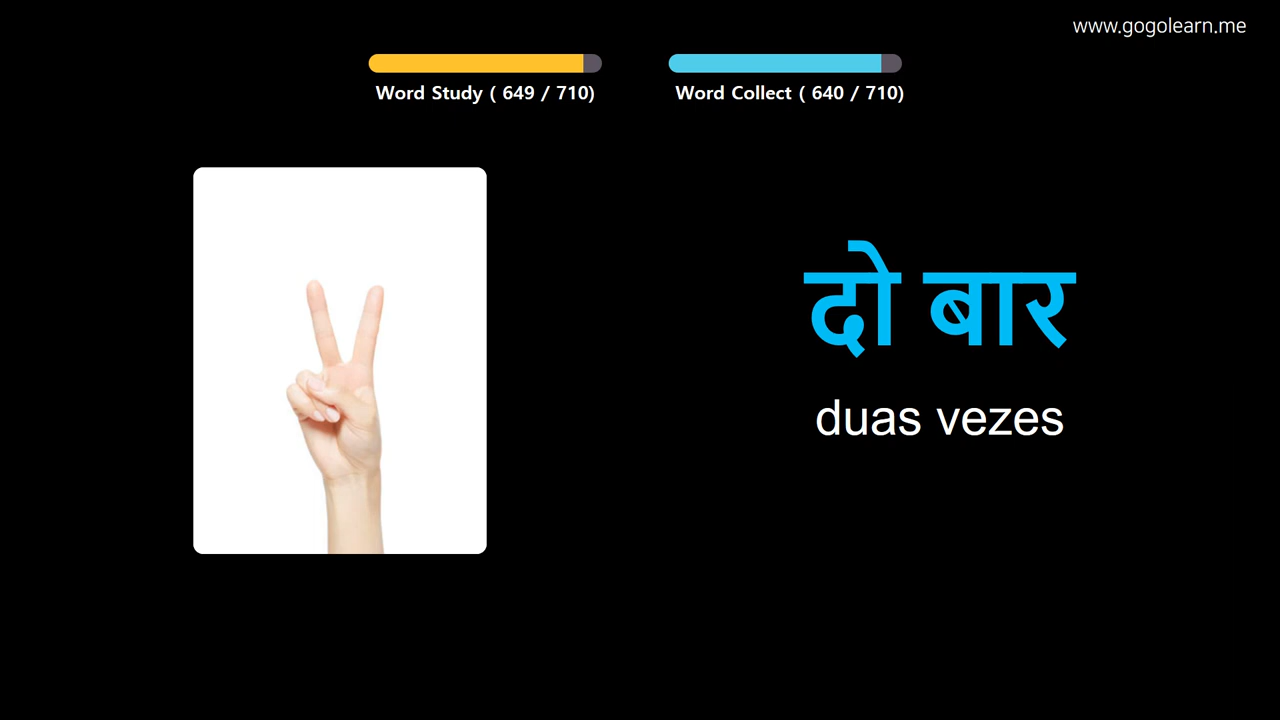 www.gogolearn.me
Word Study ( 649 / 710)
Word Collect ( 640 / 710)
दो बार
duas vezes